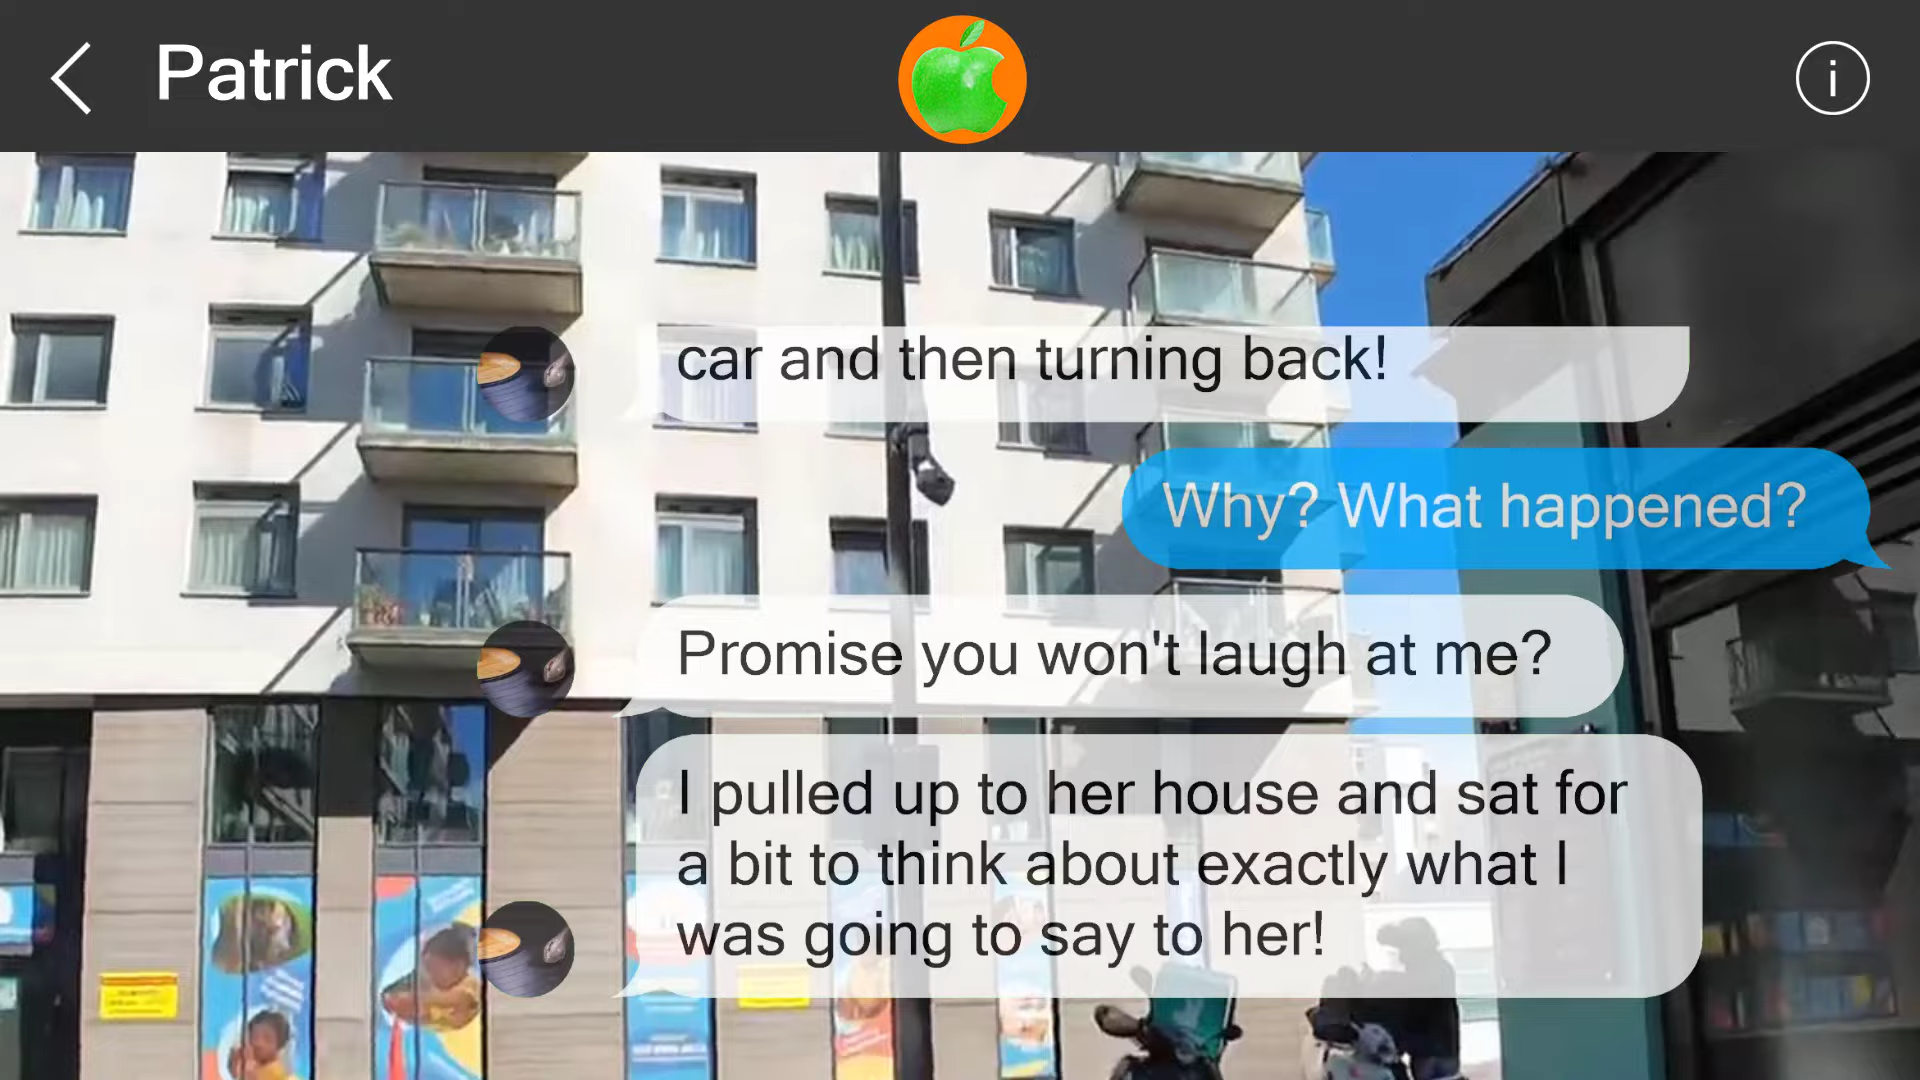 Patrick
car and then turning back!
Why? What happened?
Promise you won't laugh at me?
I pulled up to her house and sat for
a bit to think about exactly what I
was going to say to her!